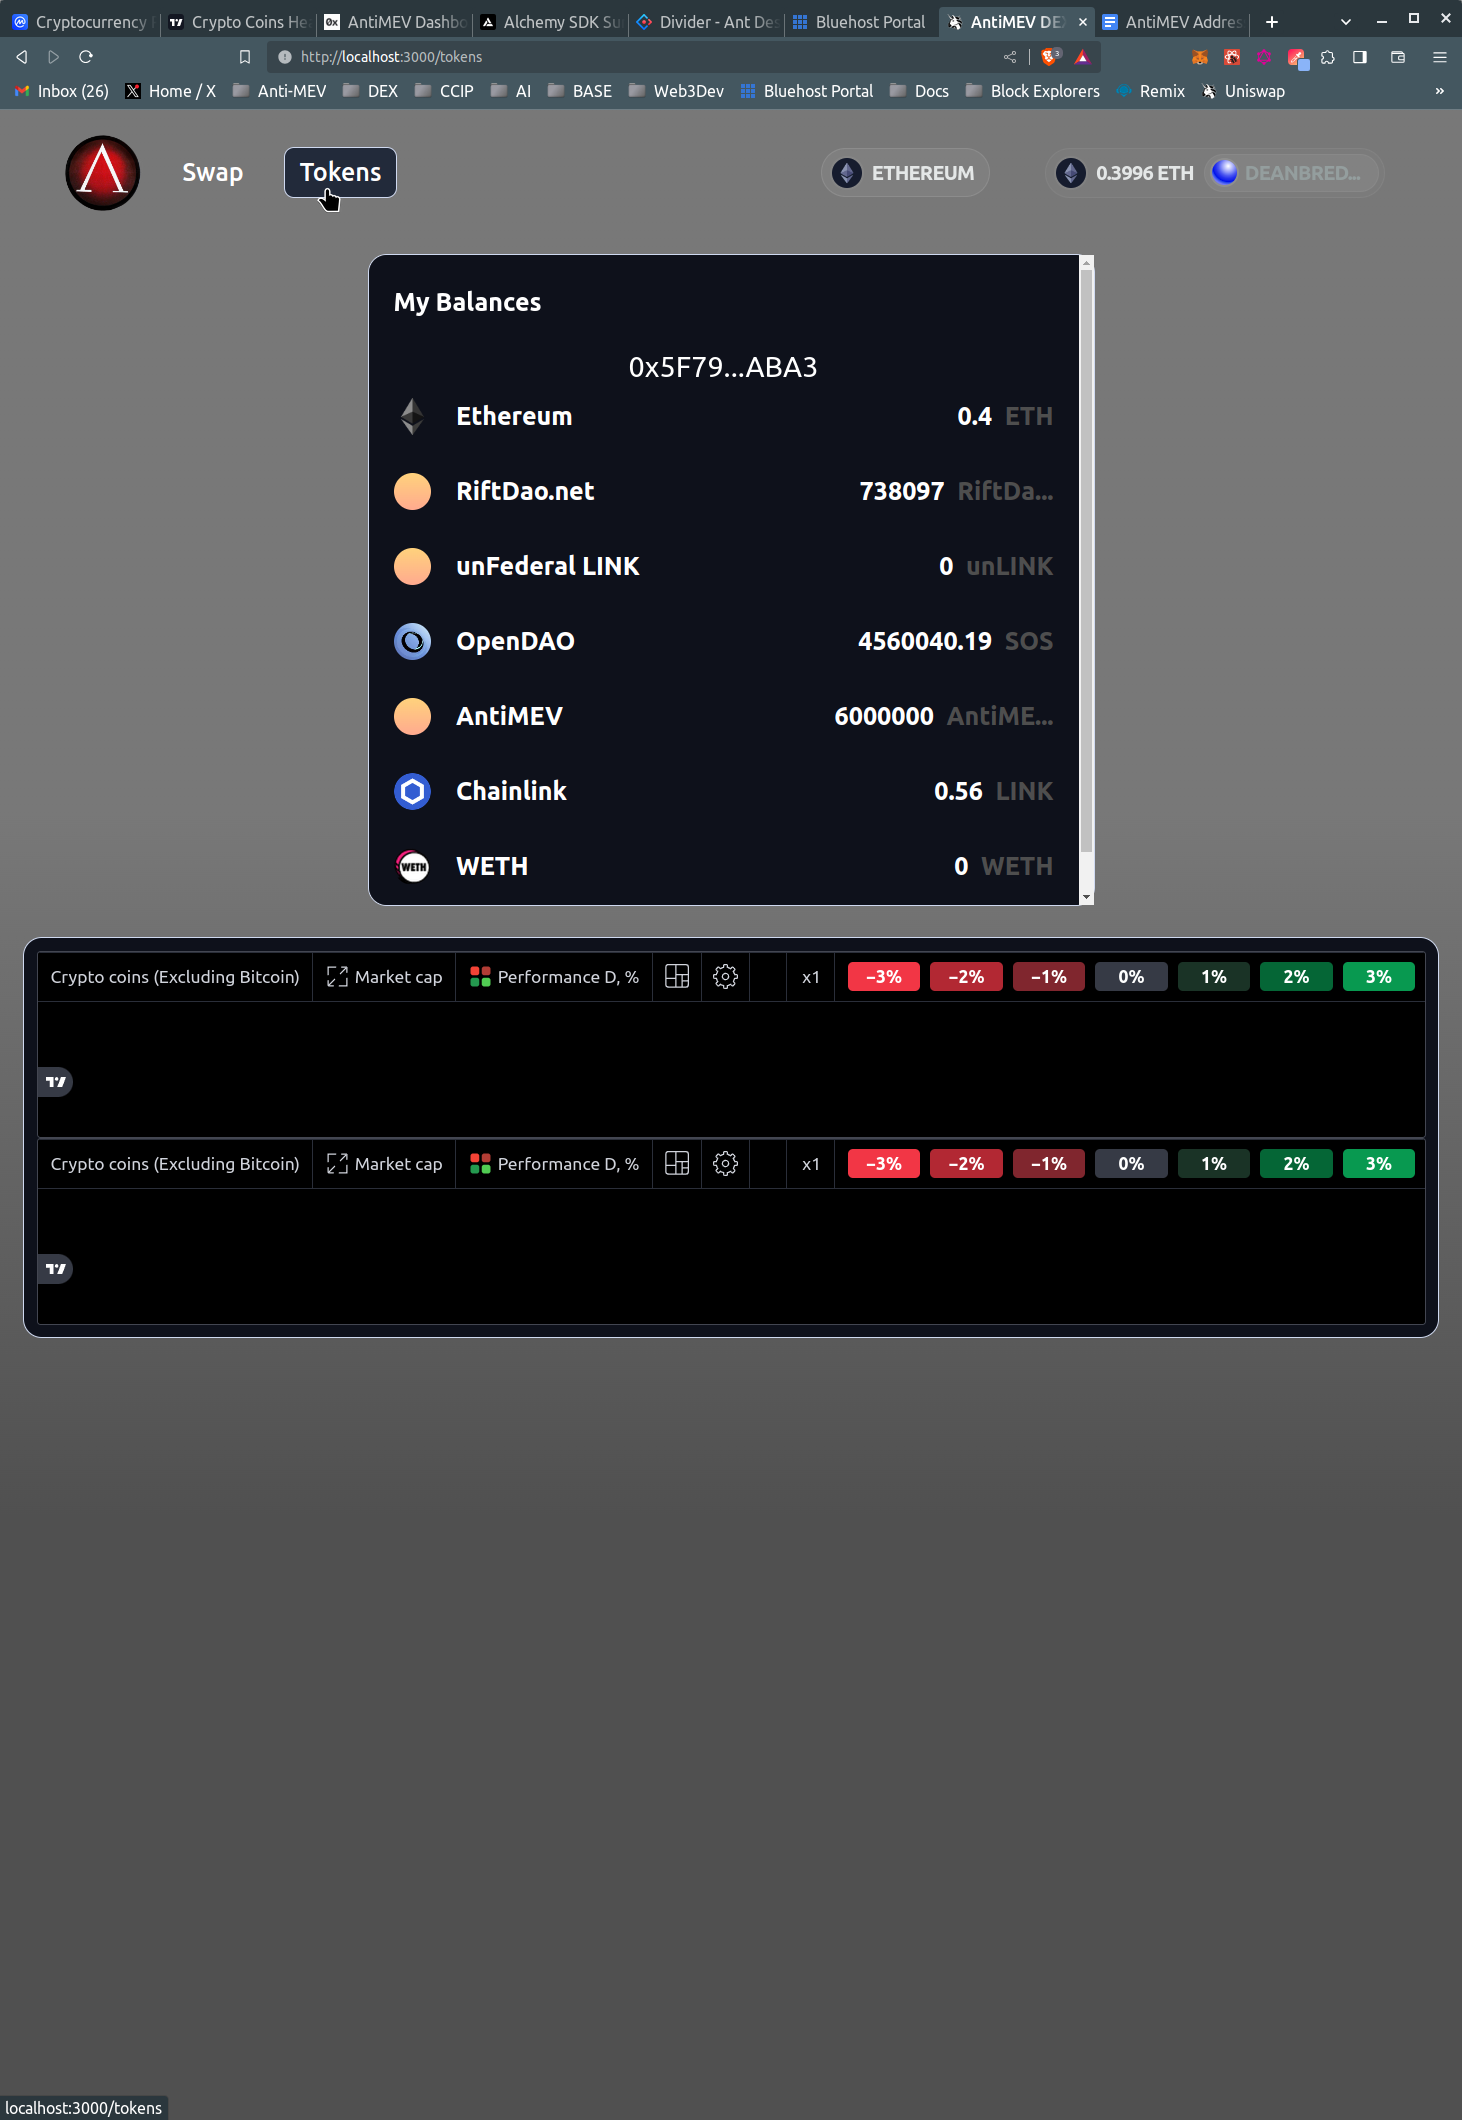 Cryptocurrency Crypto Coins He AntiMEV Dashbo Alchemy SDK Su Divider - Ant Des Bluehost Portal AntiMEV DE AntiMEV Addres
http://localhost:3000/tokens 3
Inbox (26) Home / X Anti-MEV DEX CCIP AI BASE Web3Dev Bluehost Portal Docs Block Explorers Remix Uniswap »
Swap Tokens ETHEREUM 0.3996 ETH DEANBRED...
My Balances
0x5F79...ABA3
Ethereum 0.4 ETH
RiftDao.net 738097 RiftDa...
unFederal LINK 0 unLINK
OpenDAO 4560040.19 SOS
AntiMEV 6000000 AntiME...
Chainlink 0.56 LINK
WETH WETH 0 WETH
Crypto coins (Excluding Bitcoin) Market cap Performance D, % x1 −3% −2% −1% 0% 1% 2% 3%
Crypto coins (Excluding Bitcoin) Market cap Performance D, % x1 −3% −2% −1% 0% 1% 2% 3%
localhost:3000/tokens